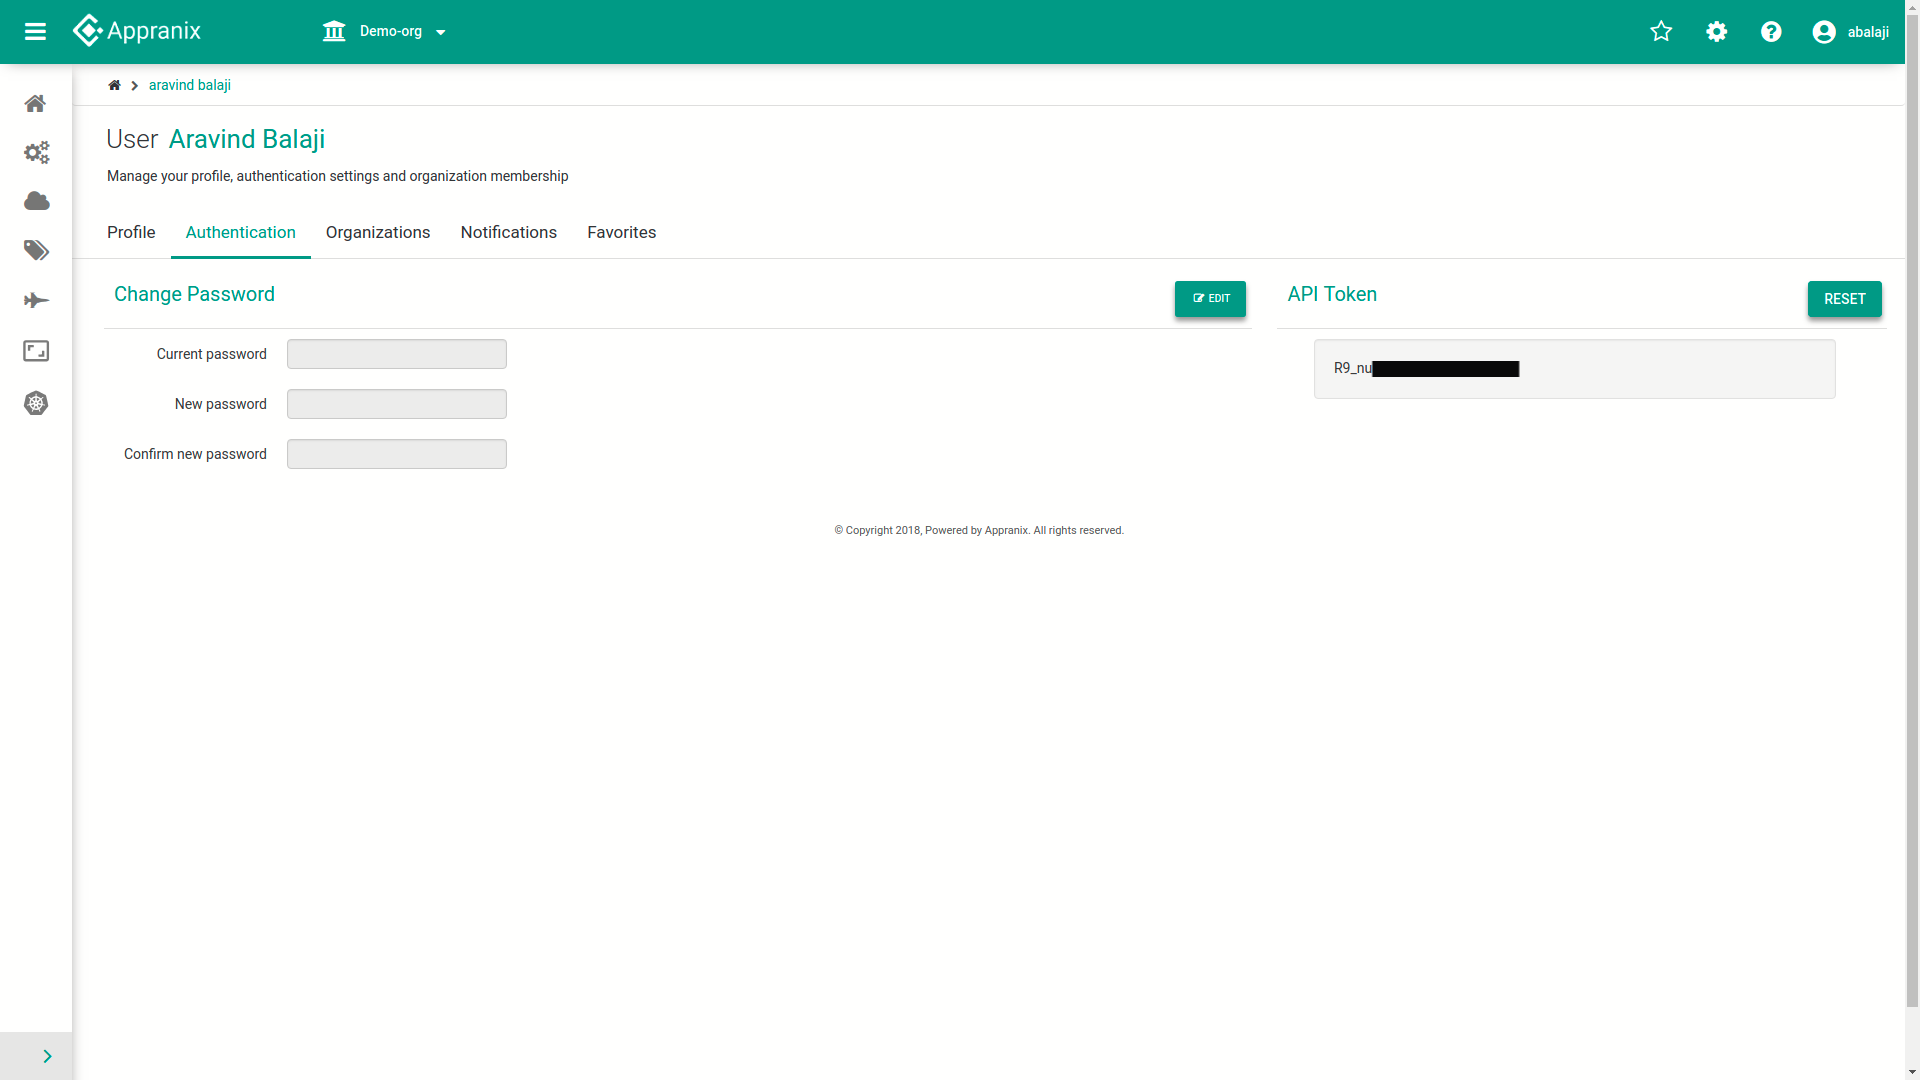 Appranix
Demo-org
abalaji
aravind balaji
User Aravind Balaji
Manage your profile, authentication settings and organization membership
Profile Authentication Organizations Notifications Favorites
Change Password
EDIT
API Token
RESET
Current password
R9_nu
New password
Confirm new password
© Copyright 2018, Powered by Appranix. All rights reserved.